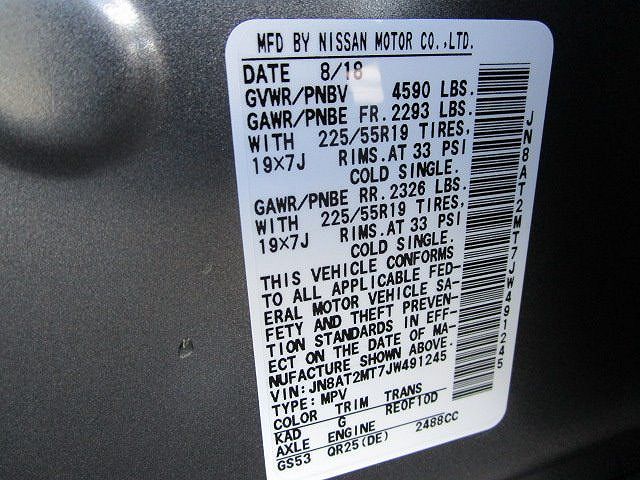 MFD BY NISSAN MOTOR CO.,LTD.
DATE 8/18
GVWR/PNBV 4590 LBS.
GAWR/PNBE FR. 2293 LBS.
WITH 225/55R19 TIRES,
19X7J RIMS. AT 33 PSI
COLD SINGLE.
GAWR/PNBE RR. 2326 LBS.
WITH 225/55R19 TIRES,
19X7J RIMS. AT 33 PSI
COLD SINGLE.
THIS VEHICLE CONFORMS
TO ALL APPLICABLE FED-
ERAL MOTOR VEHICLE SA-
FETY AND THEFT PREVEN-
TION STANDARDS IN EFF-
ECT ON THE DATE OF MA-
NUFACTURE SHOWN ABOVE.
VIN: JN8AT2MT7JW491245
TYPE: MPV
COLOR TRIM TRANS
KAD G RE0F10D
AXLE ENGINE
GS53 QR25(DE) 2488CC
JN8AT2MT7JW491245